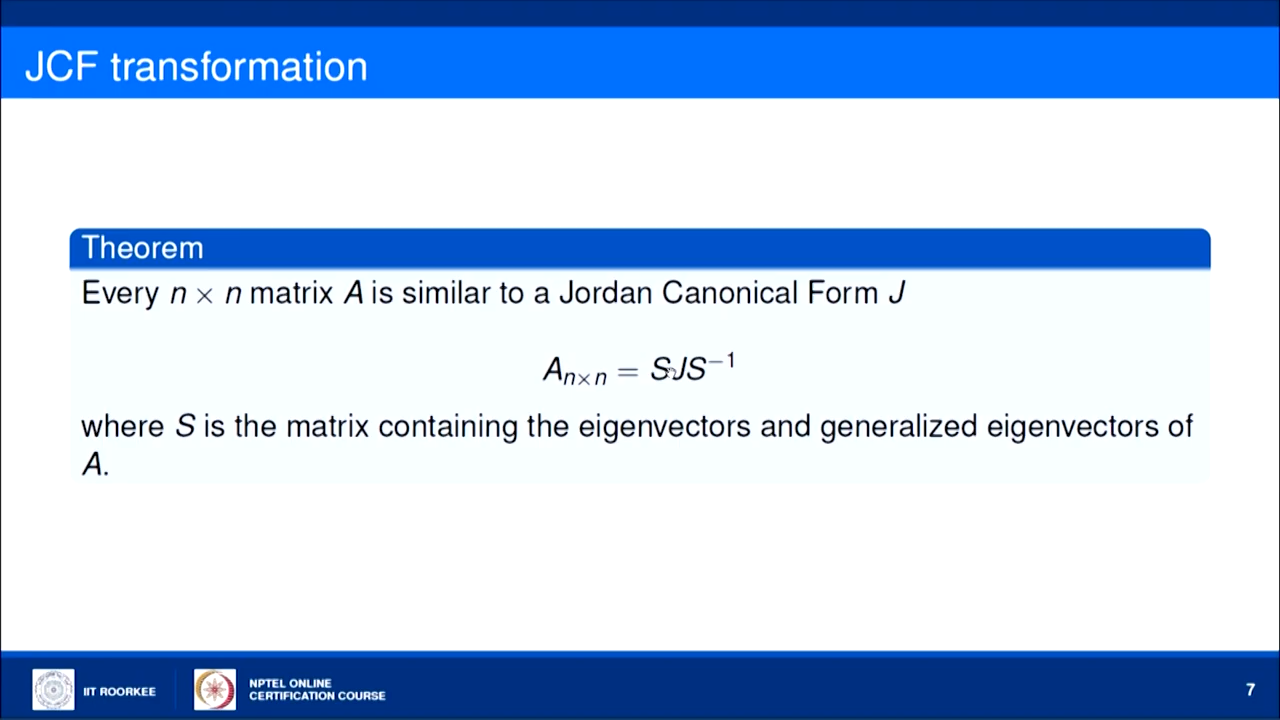 JCF transformation
Theorem
Every n × n matrix A is similar to a Jordan Canonical Form J
Aₙ×ₙ = SJS⁻¹
where S is the matrix containing the eigenvectors and generalized eigenvectors of
A.
IIT ROORKEE
NPTEL ONLINE
CERTIFICATION COURSE
7